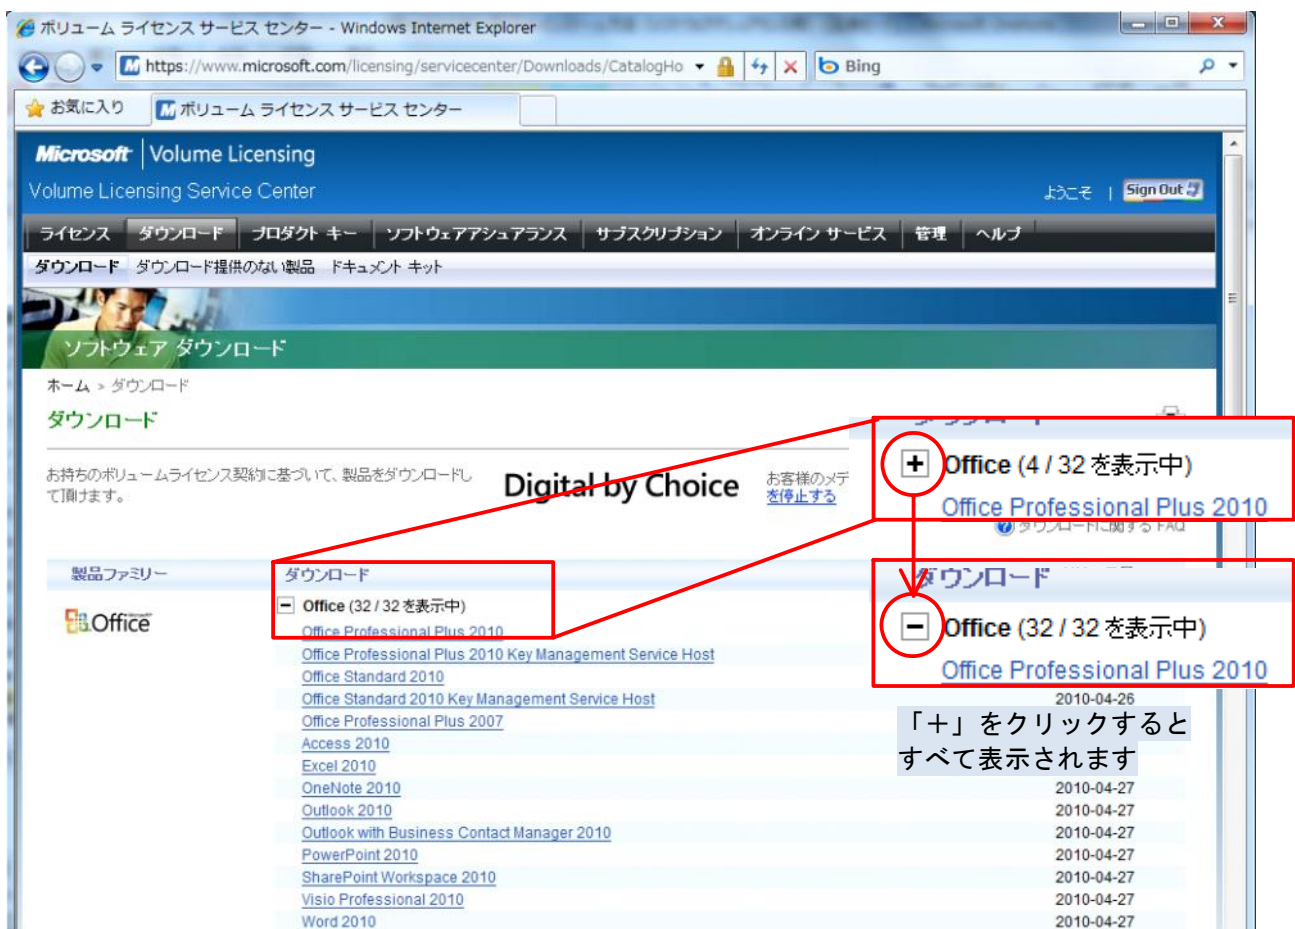 ボリューム ライセンス サービス センター - Windows Internet Explorer
https://www.microsoft.com/licensing/servicecenter/Downloads/CatalogHo
Bing
お気に入り
ボリューム ライセンス サービス センター
Microsoft | Volume Licensing
Volume Licensing Service Center
ようこそ | Sign Out
ライセンス ダウンロード プロダクト キー ソフトウェアアシュアランス サブスクリプション オンライン サービス 管理 ヘルプ
ダウンロード ダウンロード提供のない製品 ドキュメント キット
ソフトウェア ダウンロード
ホーム > ダウンロード
ダウンロード
お持ちのボリュームライセンス契約に基づいて、製品をダウンロードし
て頂けます。
Digital by Choice
お客様のメデ
を停止する
ダウンロード
Office (4 / 32 を表示中)
Office Professional Plus 2010
ダウンロードに関する FAQ
製品ファミリー
ダウンロード
ダウンロード
Office (32 / 32 を表示中)
Office Professional Plus 2010
Office
Office (32 / 32 を表示中)
Office Professional Plus 2010
Office Professional Plus 2010 Key Management Service Host
Office Standard 2010
Office Standard 2010 Key Management Service Host 2010-04-26
Office Professional Plus 2007
「＋」をクリックすると
すべて表示されます
Access 2010
Excel 2010
OneNote 2010 2010-04-27
Outlook 2010 2010-04-27
Outlook with Business Contact Manager 2010 2010-04-27
PowerPoint 2010 2010-04-27
SharePoint Workspace 2010 2010-04-27
Visio Professional 2010 2010-04-27
Word 2010 2010-04-27